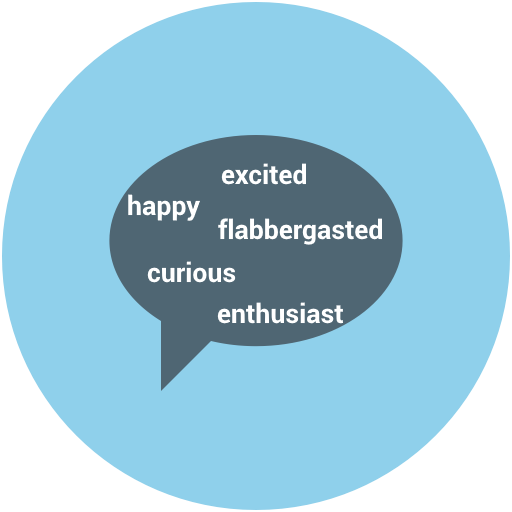 excited
happy
flabbergasted
curious
enthusiast